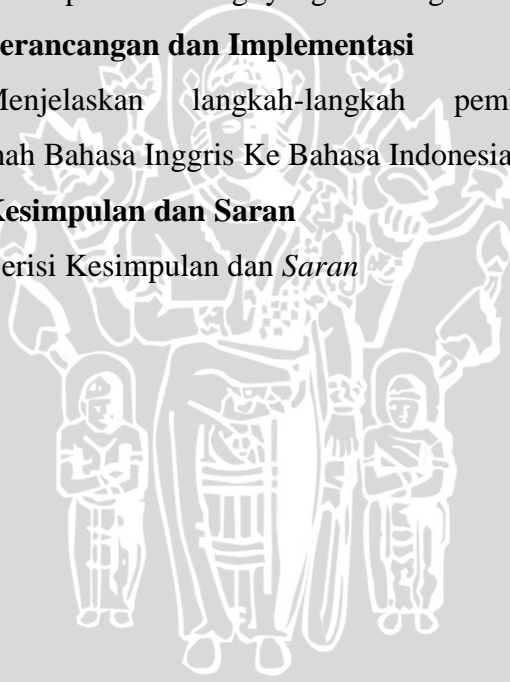 erancangan dan Implementasi
Menjelaskan langkah-langkah pemb
nah Bahasa Inggris Ke Bahasa Indonesia
Kesimpulan dan Saran
erisi Kesimpulan dan Saran